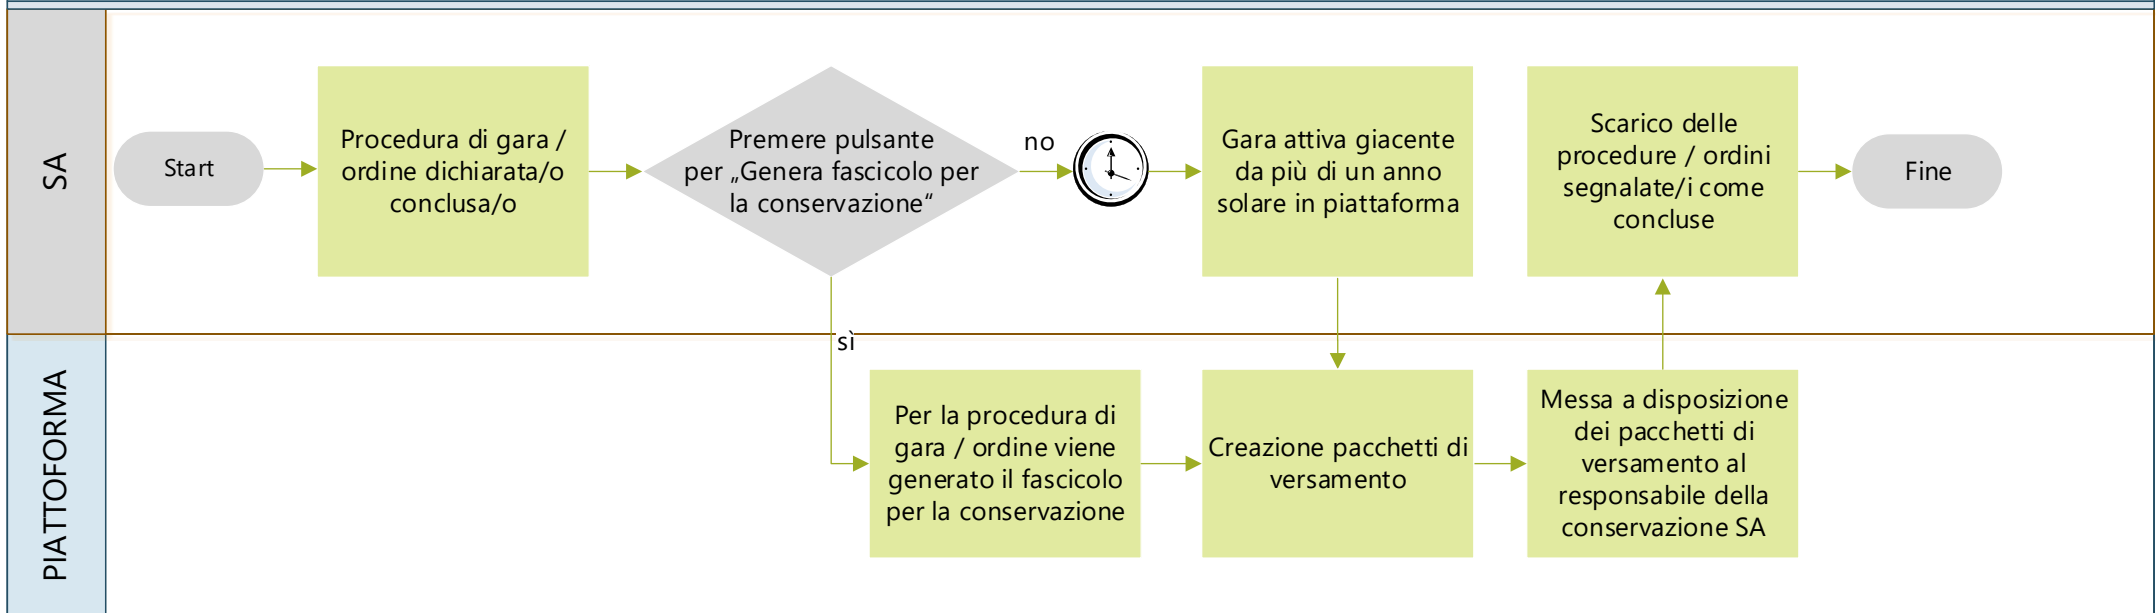 SA
Start
Procedura di gara /
ordine dichiarata/o
conclusa/o
Premere pulsante
per „Genera fascicolo per
la conservazione“
no
Gara attiva giacente
da più di un anno
solare in piattaforma
Scarico delle
procedure / ordini
segnalate/i come
concluse
Fine
sì
PIATTOFORMA
Per la procedura di
gara / ordine viene
generato il fascicolo
per la conservazione
Creazione pacchetti di
versamento
Messa a disposizione
dei pacchetti di
versamento al
responsabile della
conservazione SA